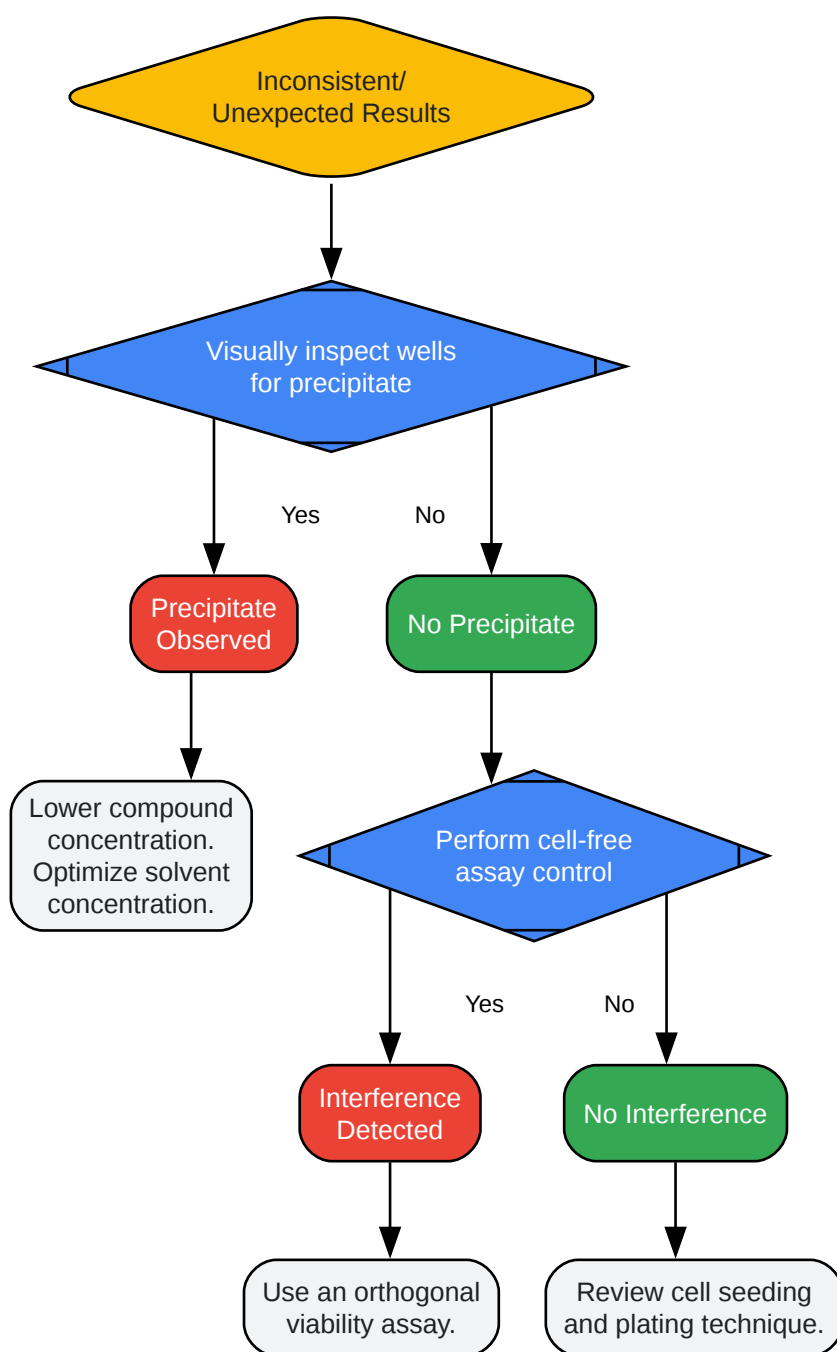 Inconsistent/
Unexpected Results
Visually inspect wells
for precipitate
Yes
No
Precipitate
Observed
No Precipitate
Lower compound
concentration.
Optimize solvent
concentration.
Perform cell-free
assay control
Yes
No
Interference
Detected
No Interference
Use an orthogonal
viability assay.
Review cell seeding
and plating technique.